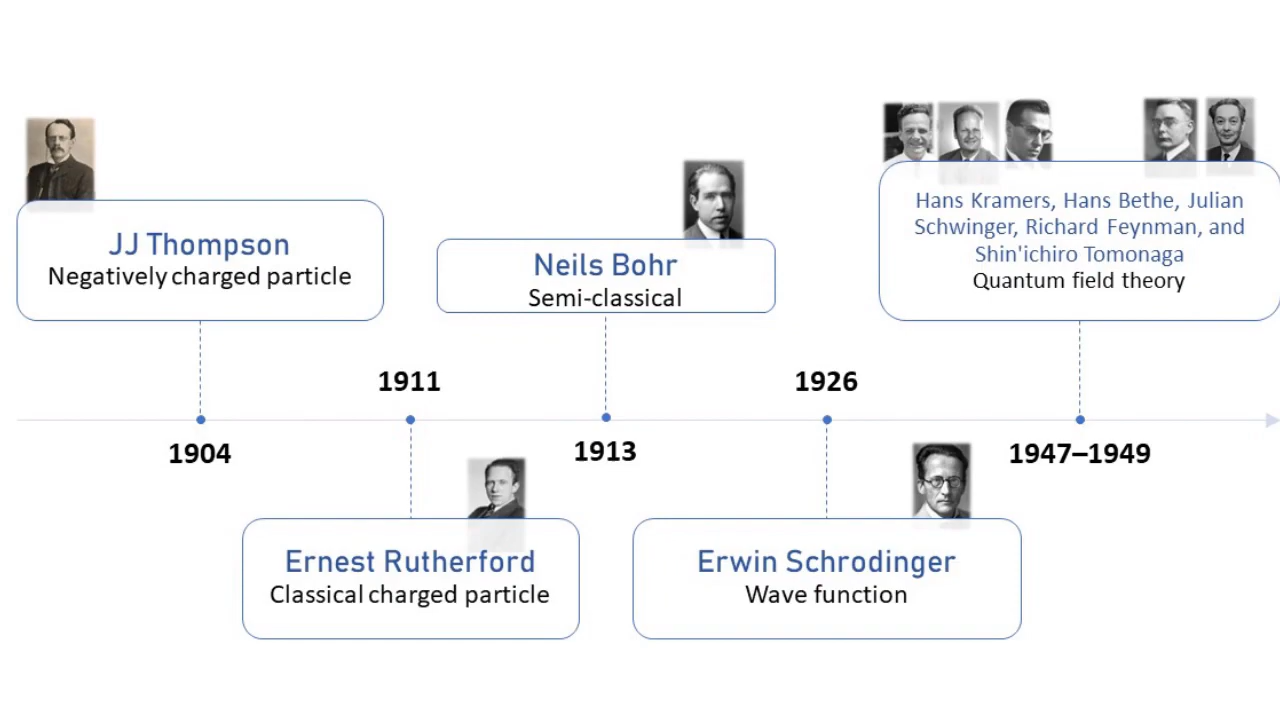 JJ Thompson
Negatively charged particle
1904
1911
Ernest Rutherford
Classical charged particle
Neils Bohr
Semi-classical
1913
1926
Erwin Schrodinger
Wave function
Hans Kramers, Hans Bethe, Julian
Schwinger, Richard Feynman, and
Shin'ichiro Tomonaga
Quantum field theory
1947–1949